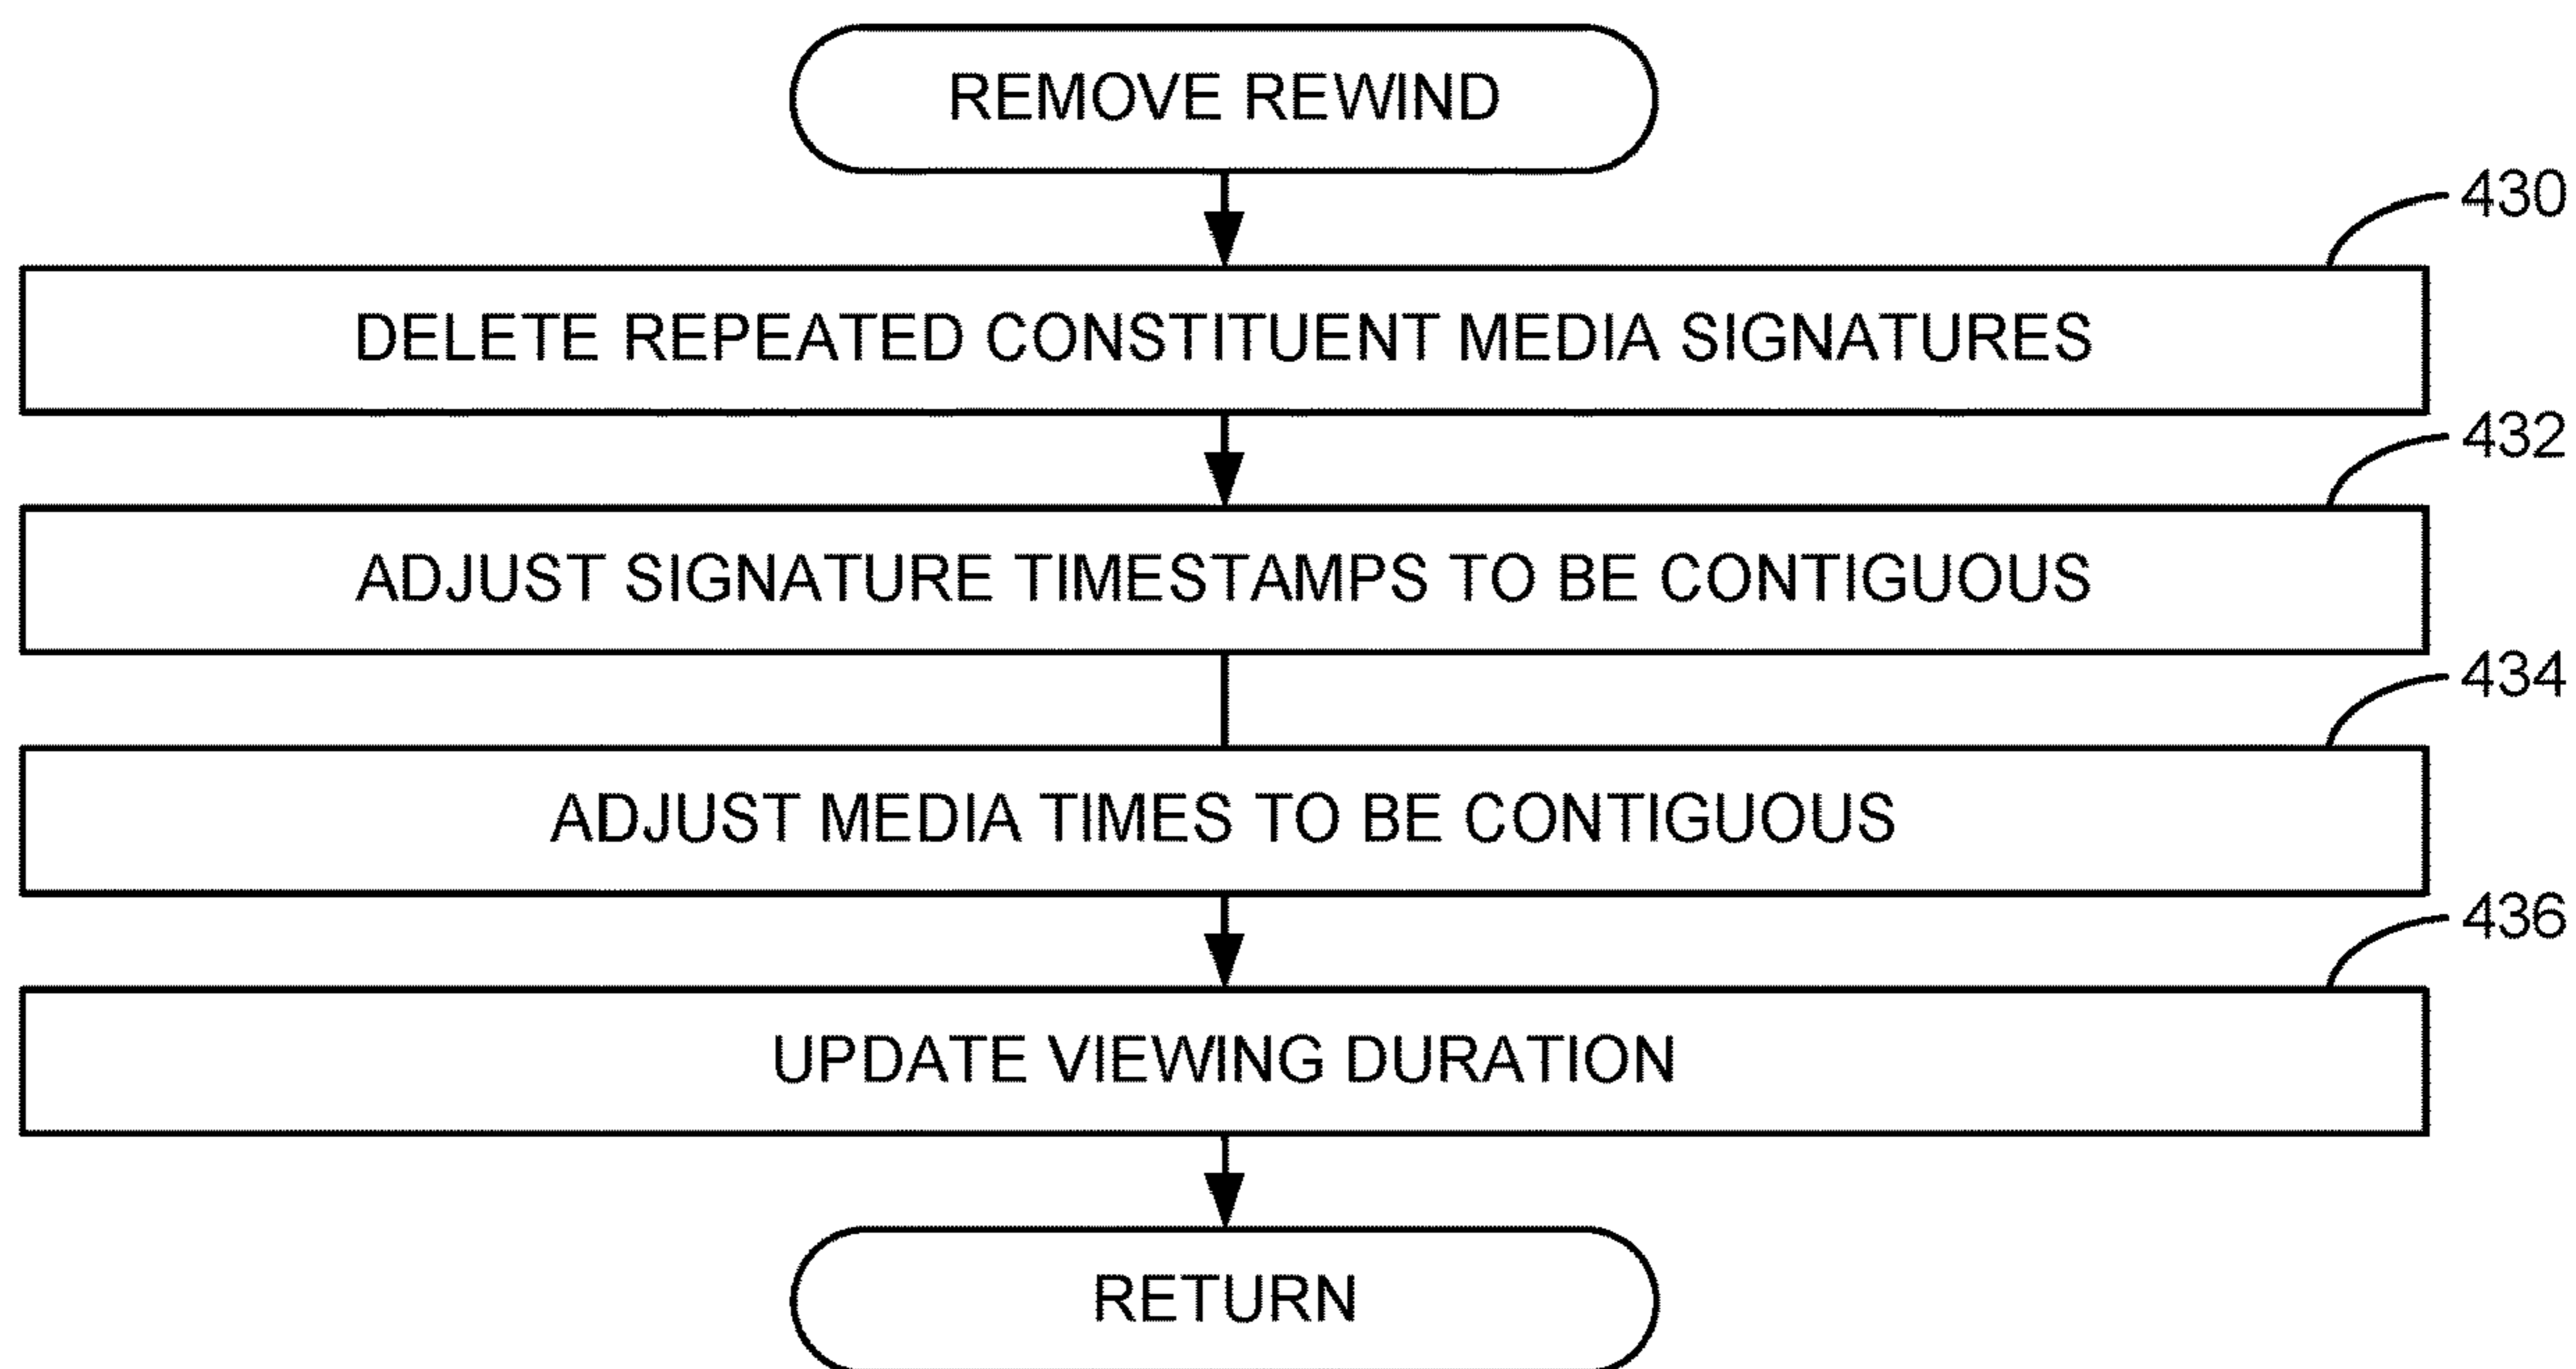 REMOVE REWIND
430
DELETE REPEATED CONSTITUENT MEDIA SIGNATURES
432
ADJUST SIGNATURE TIMESTAMPS TO BE CONTIGUOUS
434
ADJUST MEDIA TIMES TO BE CONTIGUOUS
436
UPDATE VIEWING DURATION
RETURN